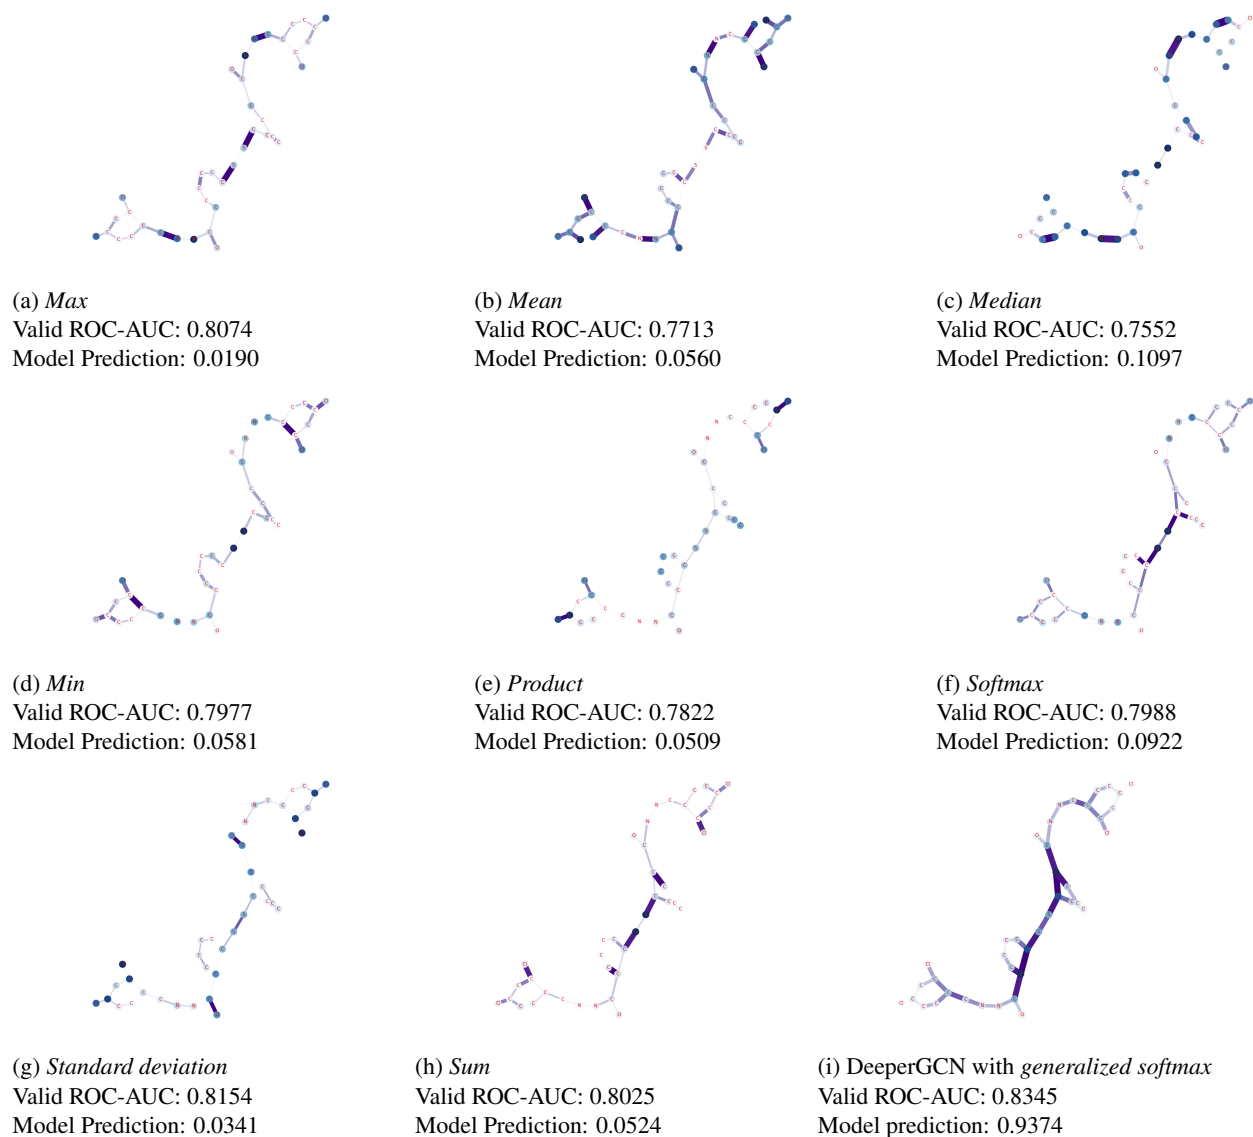 (a) Max
Valid ROC-AUC: 0.8074
Model Prediction: 0.0190
(b) Mean
Valid ROC-AUC: 0.7713
Model Prediction: 0.0560
(c) Median
Valid ROC-AUC: 0.7552
Model Prediction: 0.1097
(d) Min
Valid ROC-AUC: 0.7977
Model Prediction: 0.0581
(e) Product
Valid ROC-AUC: 0.7822
Model Prediction: 0.0509
(f) Softmax
Valid ROC-AUC: 0.7988
Model Prediction: 0.0922
(g) Standard deviation
Valid ROC-AUC: 0.8154
Model Prediction: 0.0341
(h) Sum
Valid ROC-AUC: 0.8025
Model Prediction: 0.0524
(i) DeeperGCN with generalized softmax
Valid ROC-AUC: 0.8345
Model prediction: 0.9374